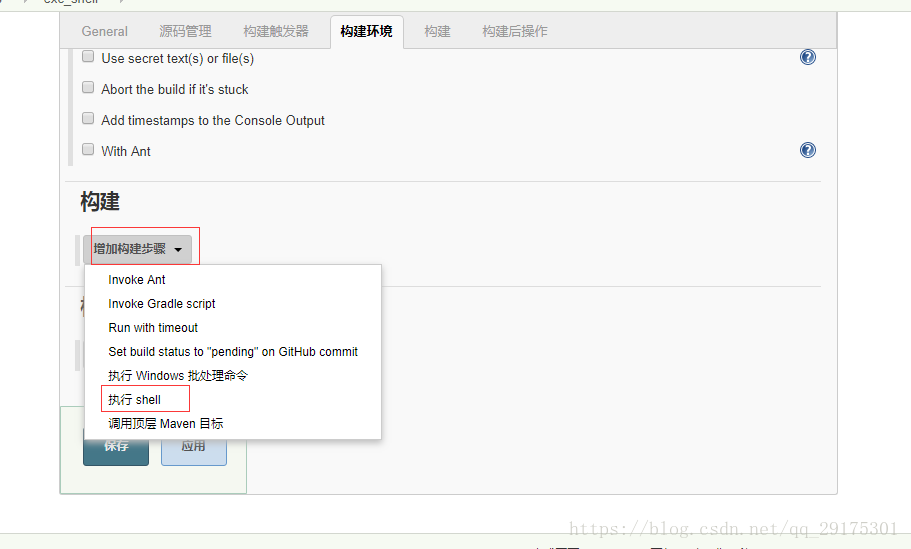 exe_shell
General 源码管理 构建触发器 构建环境 构建 构建后操作
Use secret text(s) or file(s)
Abort the build if it's stuck
Add timestamps to the Console Output
With Ant
构建
增加构建步骤
Invoke Ant
Invoke Gradle script
Run with timeout
Set build status to "pending" on GitHub commit
执行 Windows 批处理命令
执行 shell
调用顶层 Maven 目标
保存 应用
https://blog.csdn.net/qq_29175301